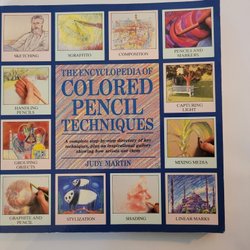 SKETCHING
SGRAFFITO
COMPOSITION
PENCILS AND
MARKERS
THE ENCYCLOPEDIA OF
COLORED
PENCIL
TECHNIQUES
A complete step-by-step directory of key
techniques, plus an inspirational gallery
showing how artists use them
JUDY MARTIN
HANDLING
PENCILS
CAPTURING
LIGHT
GROUPING
OBJECTS
MIXING MEDIA
GRAPHITE AND
PENCIL
STYLIZATION
SHADING
LINEAR MARKS